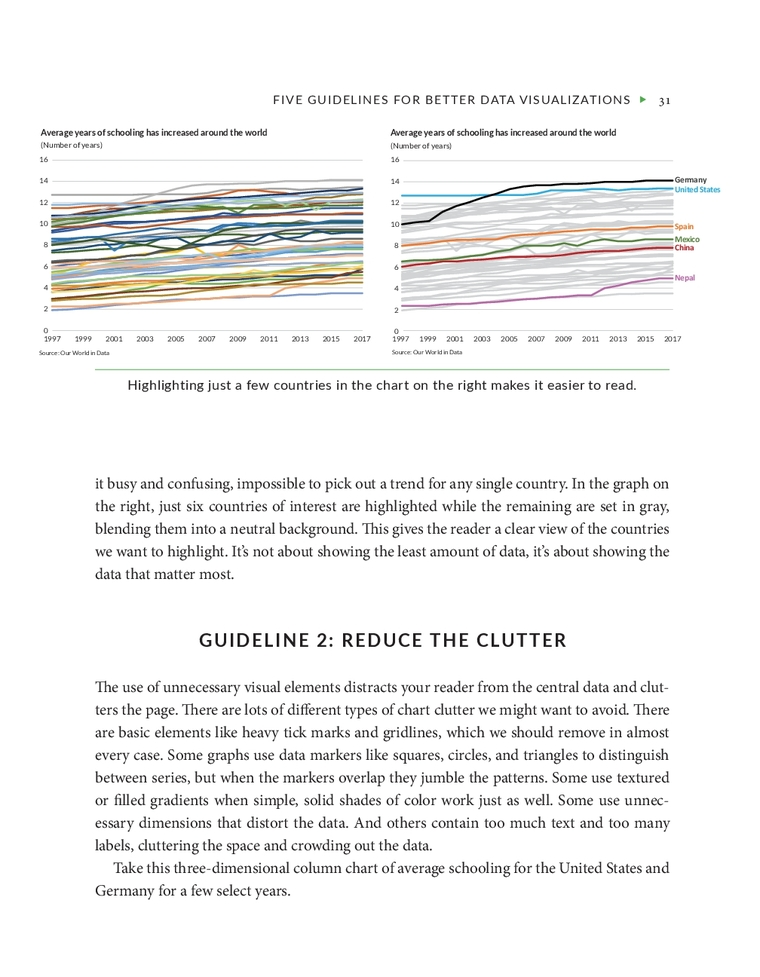 FIVE GUIDELINES FOR BETTER DATA VISUALIZATIONS ▶ 31
Average years of schooling has increased around the world
(Number of years)
16
14
12
10
8
6
4
2
0
1997 1999 2001 2003 2005 2007 2009 2011 2013 2015 2017
Source: Our World in Data
Average years of schooling has increased around the world
(Number of years)
16
14
12
10
8
6
4
2
0
Germany
United States
Spain
Mexico
China
Nepal
1997 1999 2001 2003 2005 2007 2009 2011 2013 2015 2017
Source: Our World in Data
Highlighting just a few countries in the chart on the right makes it easier to read.
it busy and confusing, impossible to pick out a trend for any single country. In the graph on
the right, just six countries of interest are highlighted while the remaining are set in gray,
blending them into a neutral background. This gives the reader a clear view of the countries
we want to highlight. It’s not about showing the least amount of data, it’s about showing the
data that matter most.
GUIDELINE 2: REDUCE THE CLUTTER
The use of unnecessary visual elements distracts your reader from the central data and clut-
ters the page. There are lots of different types of chart clutter we might want to avoid. There
are basic elements like heavy tick marks and gridlines, which we should remove in almost
every case. Some graphs use data markers like squares, circles, and triangles to distinguish
between series, but when the markers overlap they jumble the patterns. Some use textured
or filled gradients when simple, solid shades of color work just as well. Some use unnec-
essary dimensions that distort the data. And others contain too much text and too many
labels, cluttering the space and crowding out the data.
Take this three-dimensional column chart of average schooling for the United States and
Germany for a few select years.